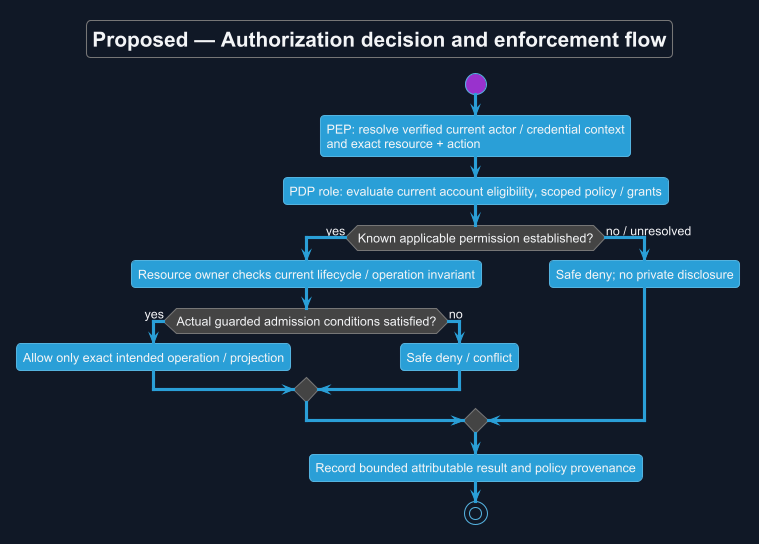 Proposed — Authorization decision and enforcement flow
PEP: resolve verified current actor / credential context
and exact resource + action
PDP role: evaluate current account eligibility, scoped policy / grants
yes
Known applicable permission established?
no / unresolved
Resource owner checks current lifecycle / operation invariant
Safe deny; no private disclosure
yes
Actual guarded admission conditions satisfied?
no
Allow only exact intended operation / projection
Safe deny / conflict
Record bounded attributable result and policy provenance